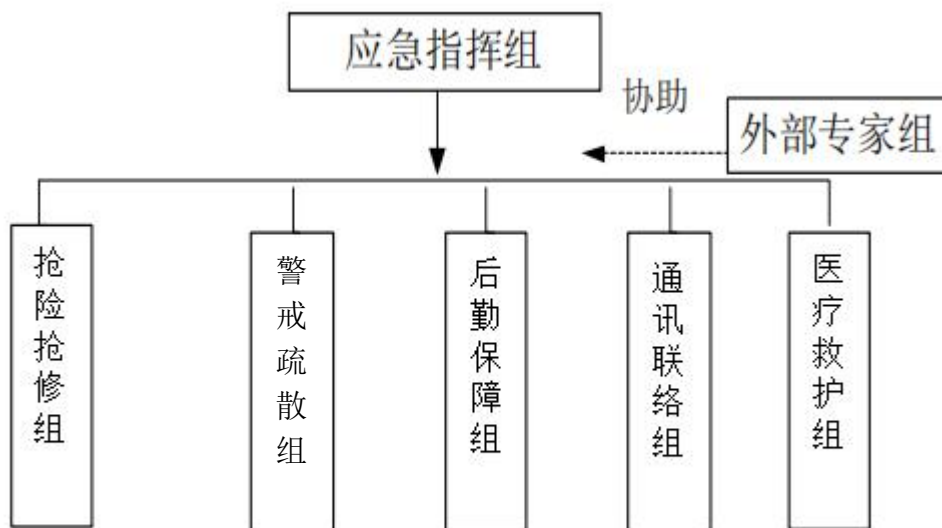 应急指挥组
协助
外部专家组
抢险抢修组
警戒疏散组
后勤保障组
通讯联络组
医疗救护组